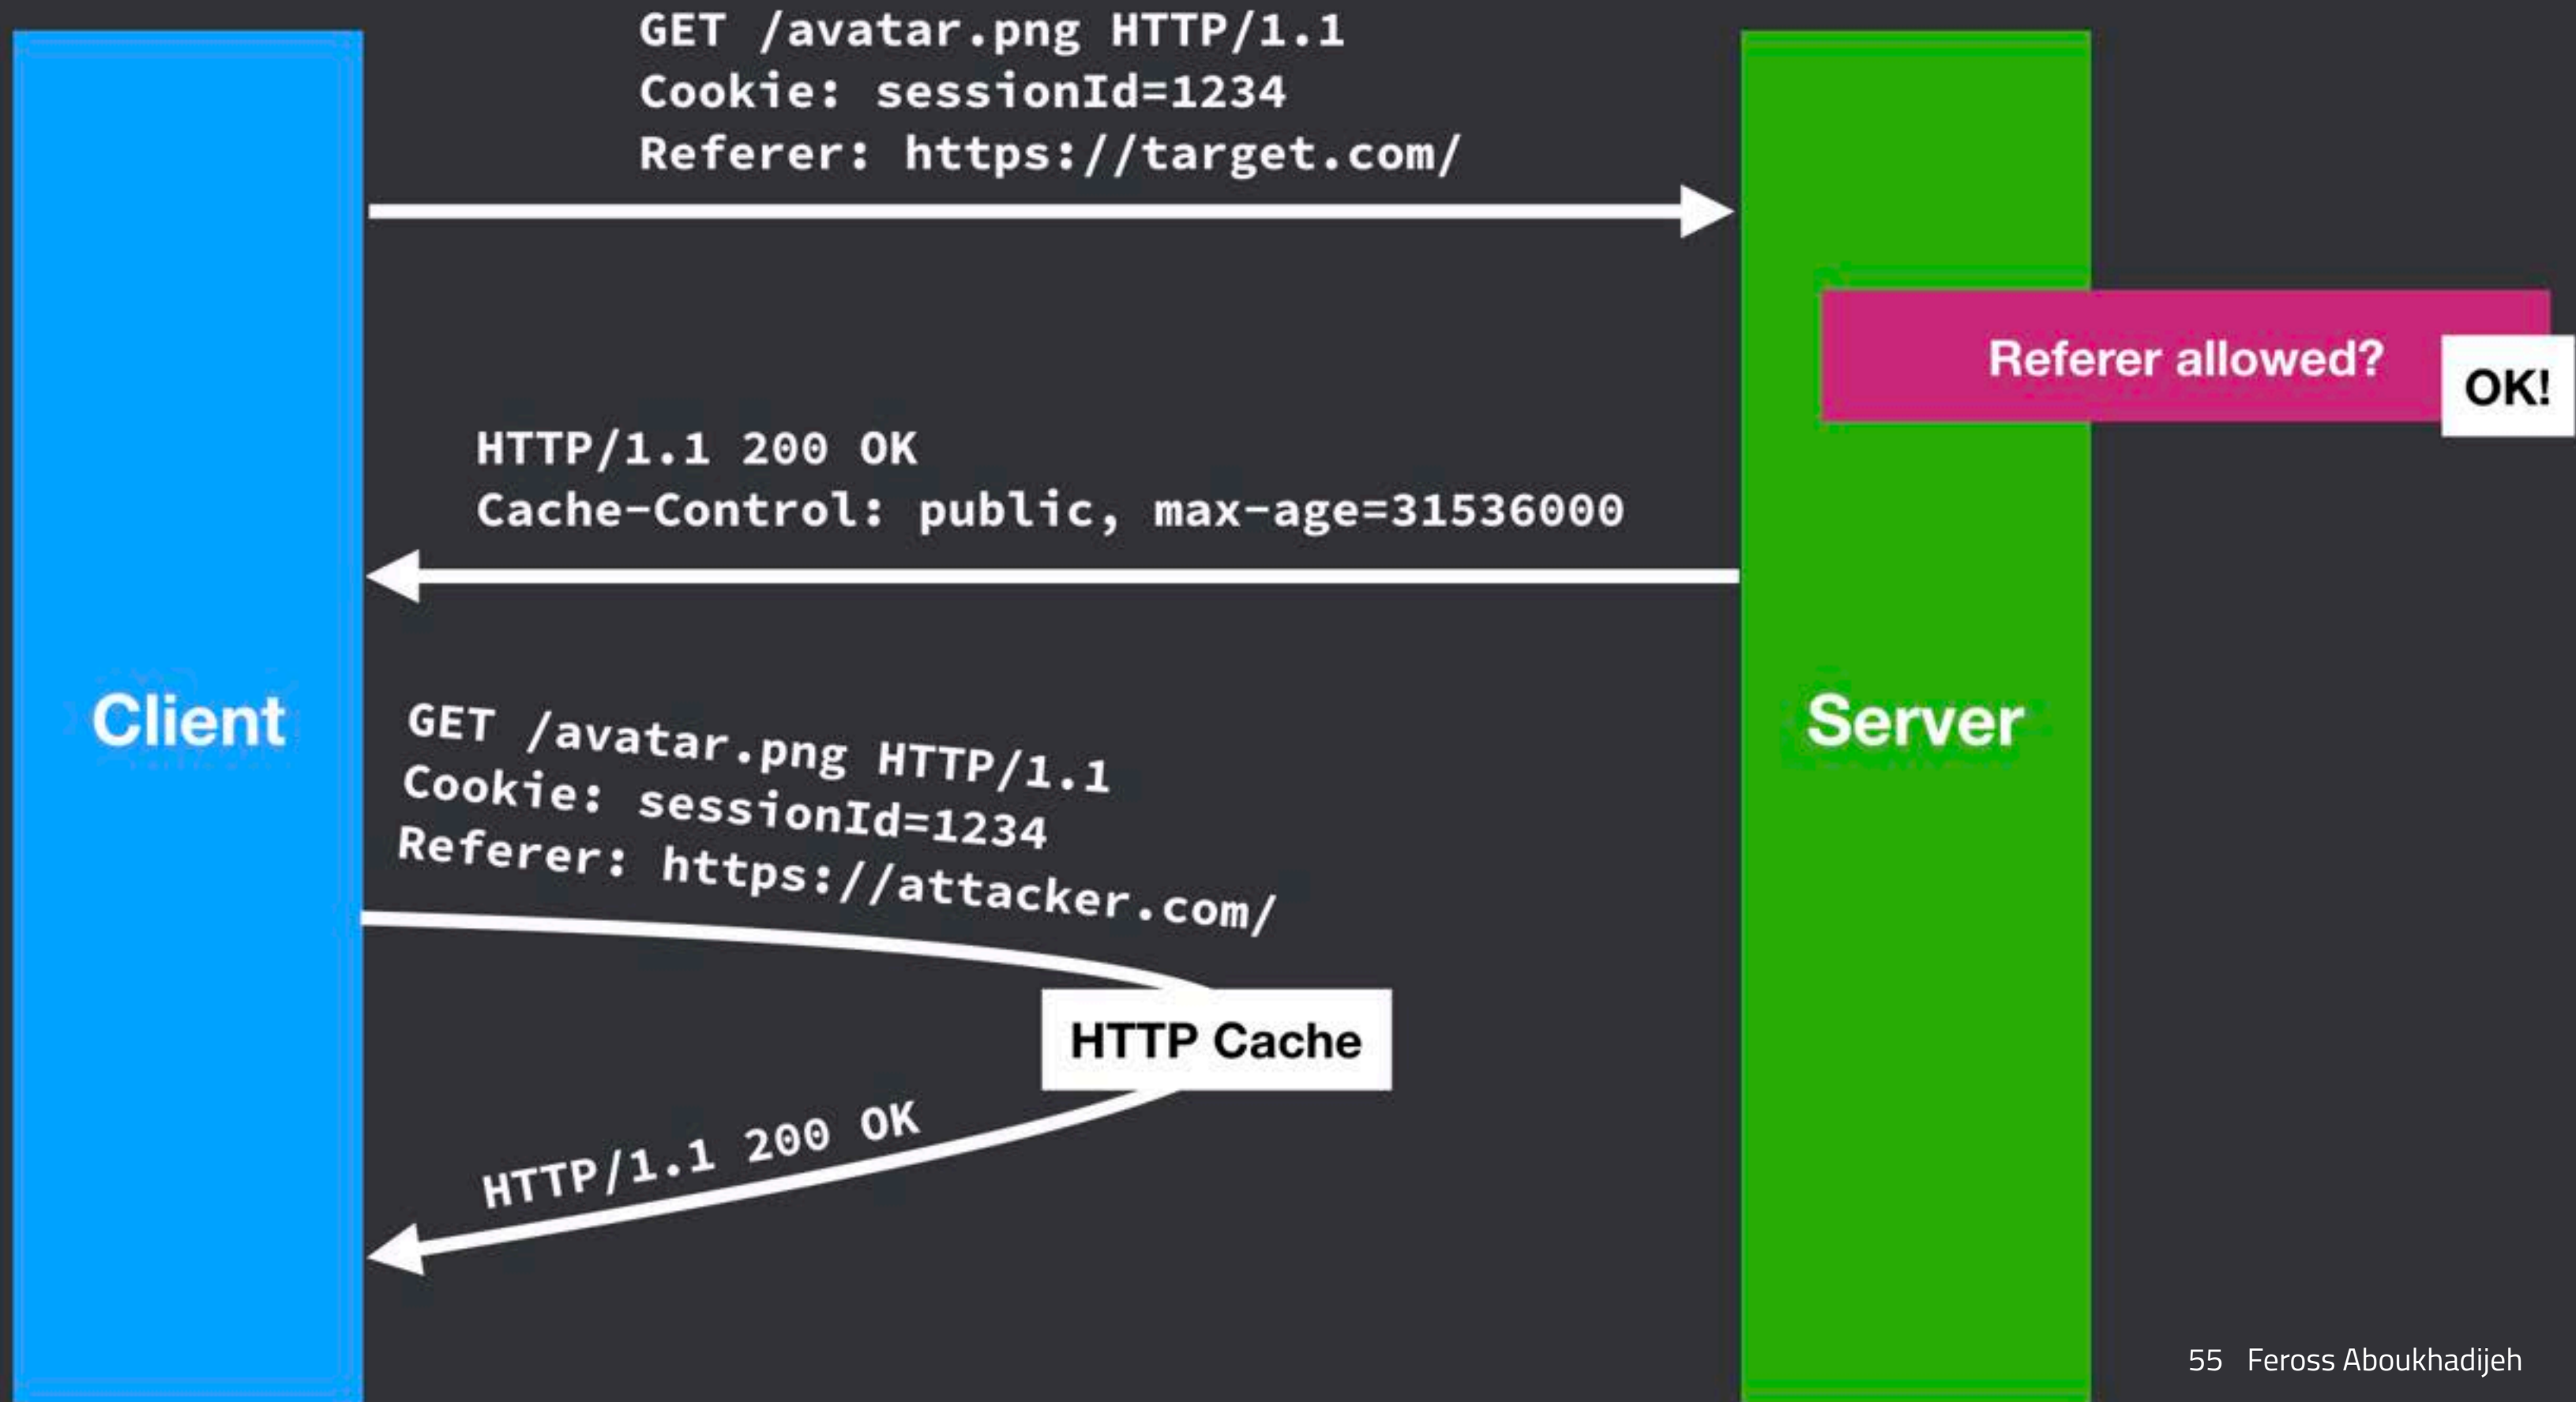 GET /avatar.png HTTP/1.1
Cookie: sessionId=1234
Referer: https://target.com/
Referer allowed?
OK!
HTTP/1.1 200 OK
Cache-Control: public, max-age=31536000
Client
Server
GET /avatar.png HTTP/1.1
Cookie: sessionId=1234
Referer: https://attacker.com/
HTTP Cache
HTTP/1.1 200 OK
55 Feross Aboukhadijeh